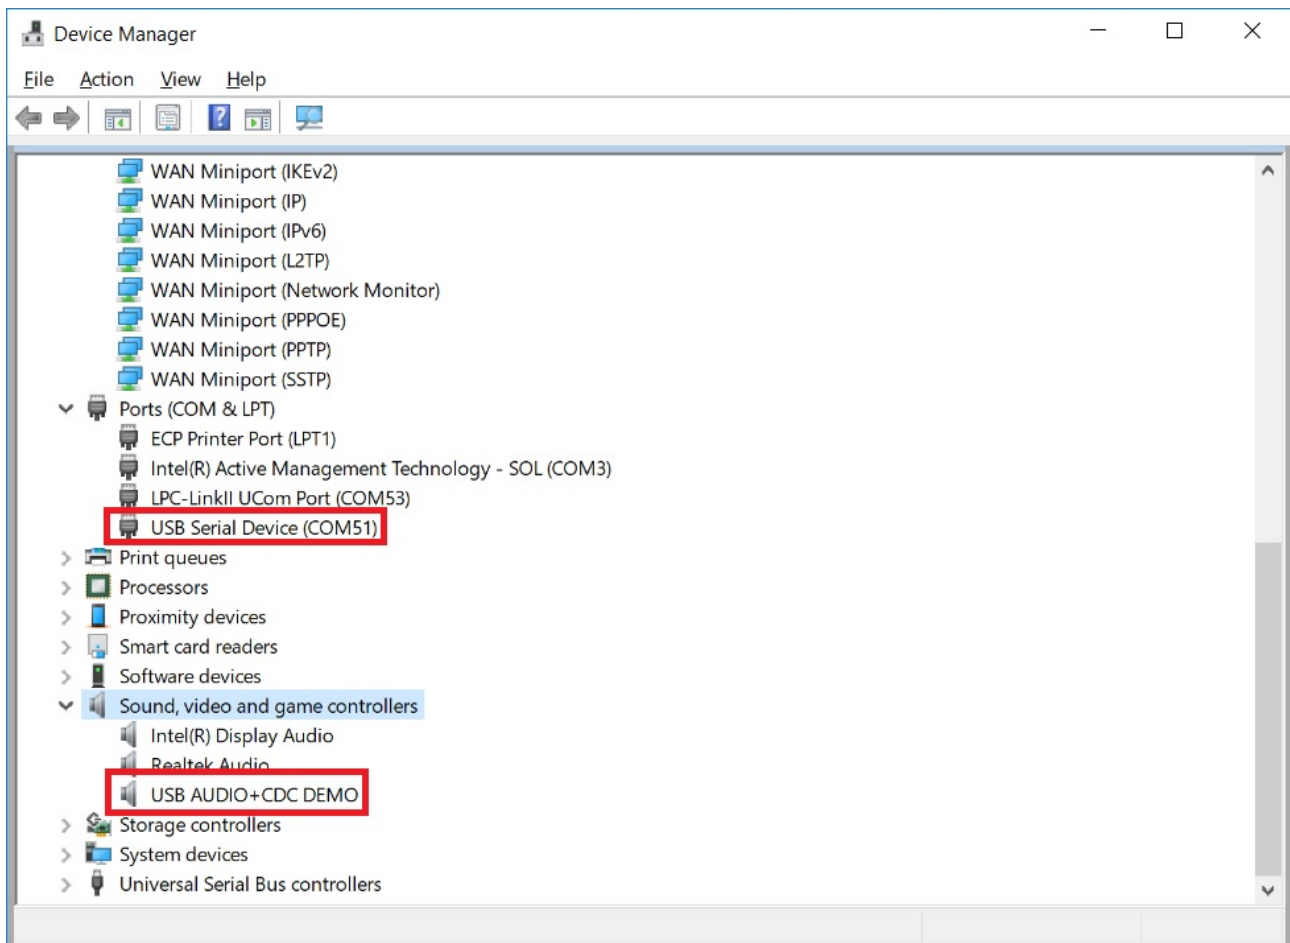 Device Manager
File Action View Help
WAN Miniport (IKEv2)
WAN Miniport (IP)
WAN Miniport (IPv6)
WAN Miniport (L2TP)
WAN Miniport (Network Monitor)
WAN Miniport (PPPOE)
WAN Miniport (PPTP)
WAN Miniport (SSTP)
Ports (COM & LPT)
ECP Printer Port (LPT1)
Intel(R) Active Management Technology - SOL (COM3)
LPC-LinkII UCom Port (COM53)
USB Serial Device (COM51)
Print queues
Processors
Proximity devices
Smart card readers
Software devices
Sound, video and game controllers
Intel(R) Display Audio
Realtek Audio
USB AUDIO+CDC DEMO
Storage controllers
System devices
Universal Serial Bus controllers